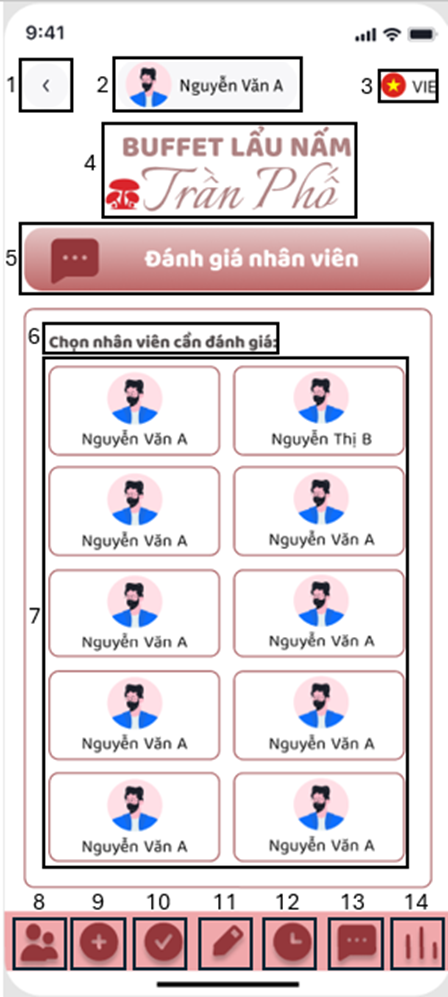 9:41
1
2 Nguyễn Văn A
3 VIE
4 BUFFET LẨU NẤM
Trần Phố
5 Đánh giá nhân viên
6 Chọn nhân viên cần đánh giá:
7
Nguyễn Văn A Nguyễn Thị B
Nguyễn Văn A Nguyễn Văn A
Nguyễn Văn A Nguyễn Văn A
Nguyễn Văn A Nguyễn Văn A
Nguyễn Văn A Nguyễn Văn A
8 9 10 11 12 13 14